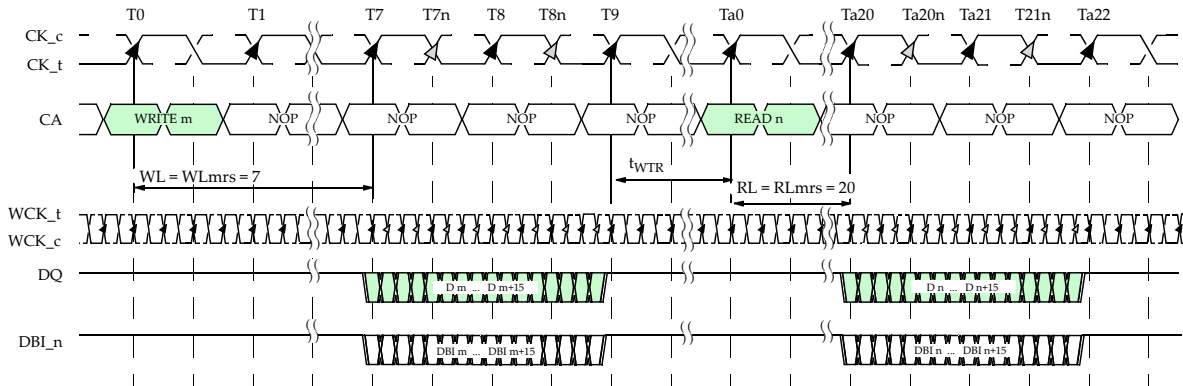 T0 T1 T7 T7n T8 T8n T9 Ta0 Ta20 Ta20n Ta21 T21n Ta22
CK_c
CK_t
CA WRITE m NOP NOP NOP NOP READ n NOP NOP NOP
WL = WLmrs = 7 tWTR RL = RLmrs = 20
WCK_t
WCK_c
DQ D m ... D m+15 D n ... D n+15
DBI_n DBI m ... DBI m+15 DBI n ... DBI n+15